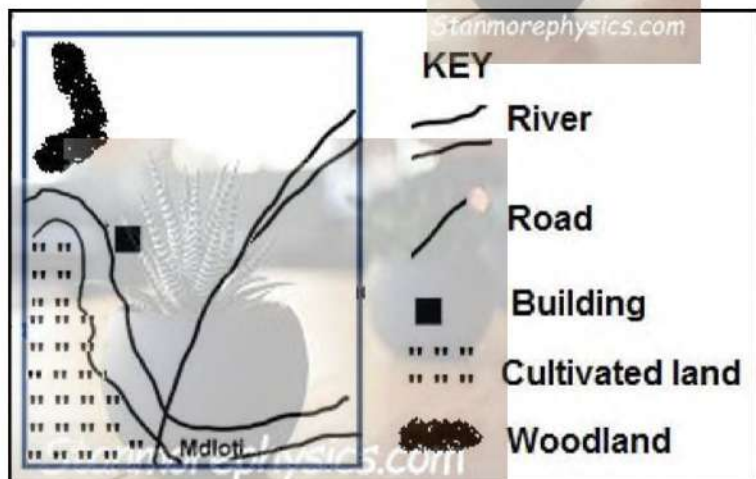 Stanmorephysics.com
KEY
River
Road
Building
Cultivated land
Woodland
Mdloti
Stanmorephysics.com